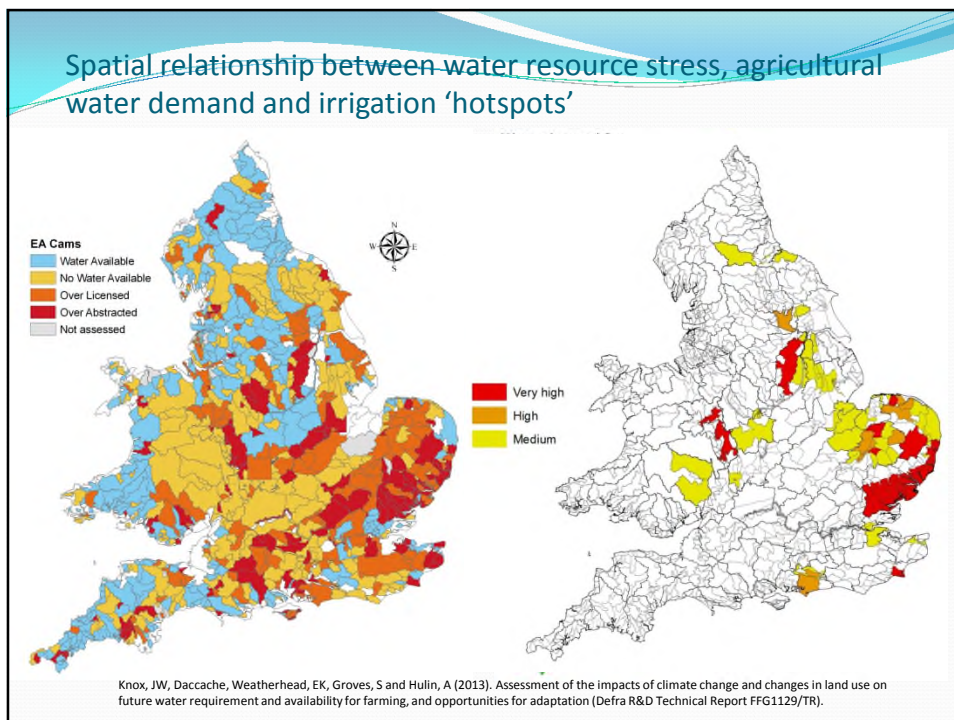 Spatial relationship between water resource stress, agricultural
water demand and irrigation ‘hotspots’
EA Cams
Water Available
No Water Available
Over Licensed
Over Abstracted
Not assessed
N
W
E
S
Very high
High
Medium
Knox, JW, Daccache, Weatherhead, EK, Groves, S and Hulin, A (2013). Assessment of the impacts of climate change and changes in land use on
future water requirement and availability for farming, and opportunities for adaptation (Defra R&D Technical Report FFG1129/TR).